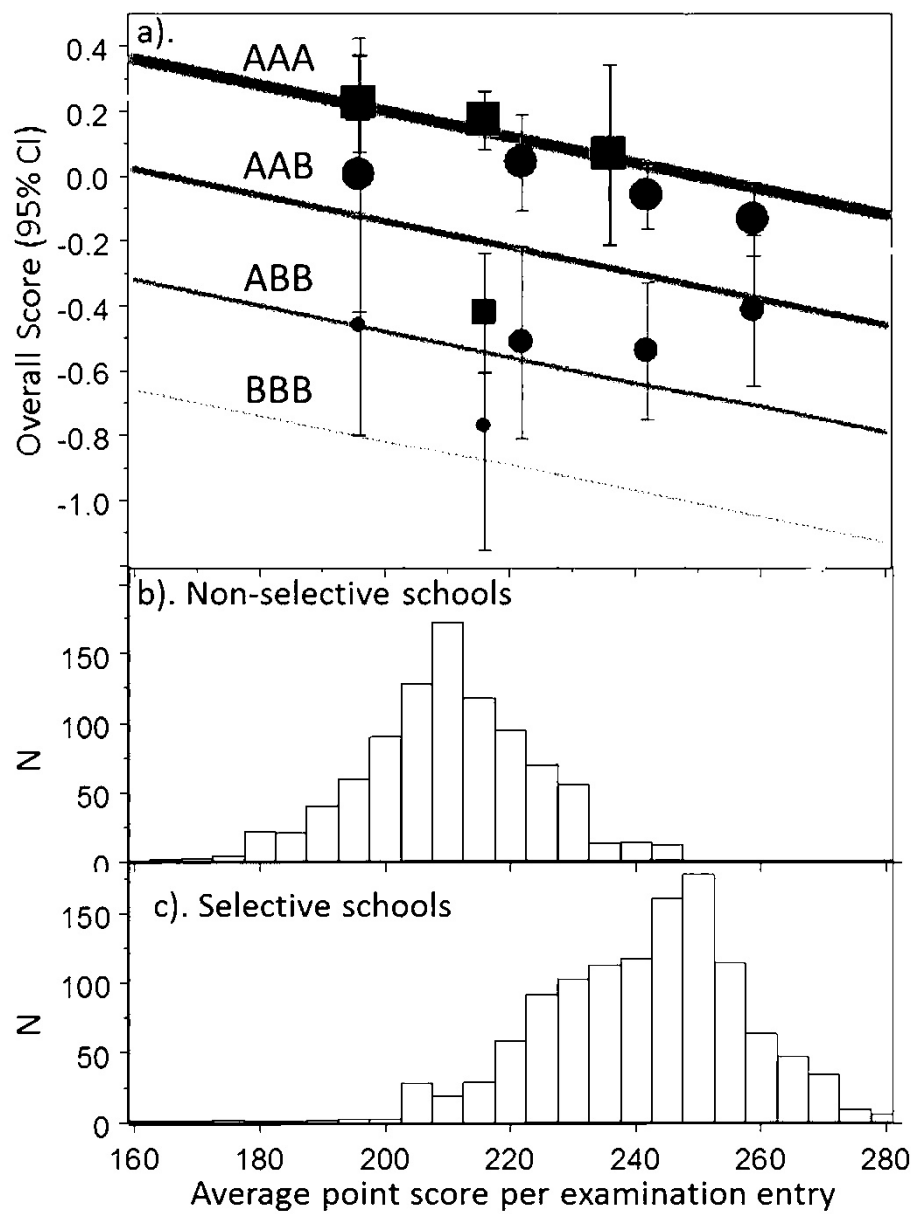 a).
0.4
AAA
0.2
AAB
0.0
-0.2
ABB
-0.4
-0.6
BBB
-0.8
-1.0
Overall Score (95% CI)
b). Non-selective schools
150
100
50
0
N
c). Selective schools
150
100
50
0
N
160 180 200 220 240 260 280
Average point score per examination entry